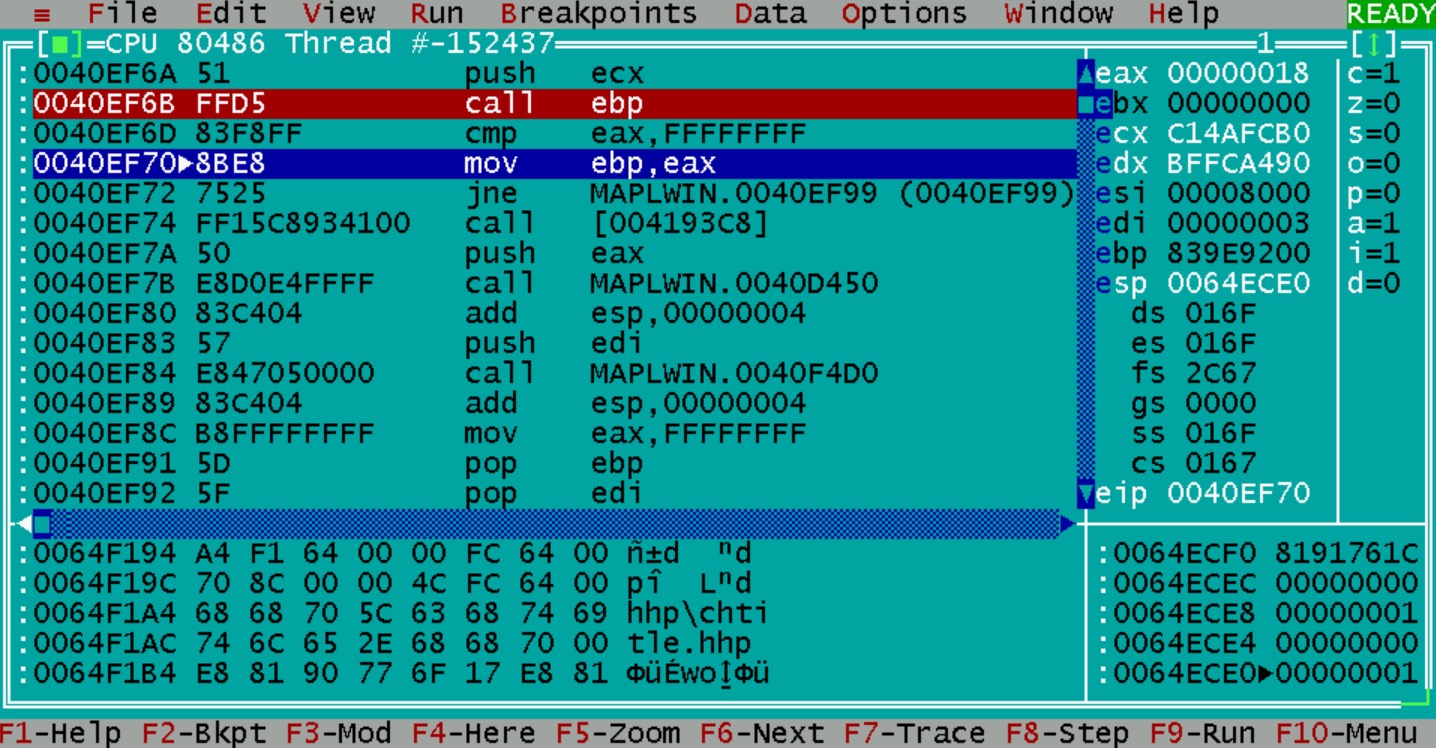 ≡ File Edit View Run Breakpoints Data Options Window Help READY
[■]=CPU 80486 Thread #-152437 1 [↕]
:0040EF6A 51 push ecx eax 00000018 c=1
:0040EF6B FFD5 call ebp ebx 00000000 z=0
:0040EF6D 83F8FF cmp eax,FFFFFFFF ecx C14AFCB0 s=0
:0040EF70▶8BE8 mov ebp,eax edx BFFCA490 o=0
:0040EF72 7525 jne MAPLWIN.0040EF99 (0040EF99) esi 00008000 p=0
:0040EF74 FF15C8934100 call [004193C8] edi 00000003 a=1
:0040EF7A 50 push eax ebp 839E9200 i=1
:0040EF7B E8D0E4FFFF call MAPLWIN.0040D450 esp 0064ECE0 d=0
:0040EF80 83C404 add esp,00000004 ds 016F
:0040EF83 57 push edi es 016F
:0040EF84 E847050000 call MAPLWIN.0040F4D0 fs 2C67
:0040EF89 83C404 add esp,00000004 gs 0000
:0040EF8C B8FFFFFFFF mov eax,FFFFFFFF ss 016F
:0040EF91 5D pop ebp cs 0167
:0040EF92 5F pop edi eip 0040EF70
:0064F194 A4 F1 64 00 00 FC 64 00 ñ±d ⁿd :0064ECF0 8191761C
:0064F19C 70 8C 00 00 4C FC 64 00 pî Lⁿd :0064ECEC 00000000
:0064F1A4 68 68 70 5C 63 68 74 69 hhp\chti :0064ECE8 00000001
:0064F1AC 74 6C 65 2E 68 68 70 00 tle.hhp :0064ECE4 00000000
:0064F1B4 E8 81 90 77 6F 17 E8 81 ΦüÉwo↨Φü :0064ECE0▶00000001
F1-Help F2-Bkpt F3-Mod F4-Here F5-Zoom F6-Next F7-Trace F8-Step F9-Run F10-Menu